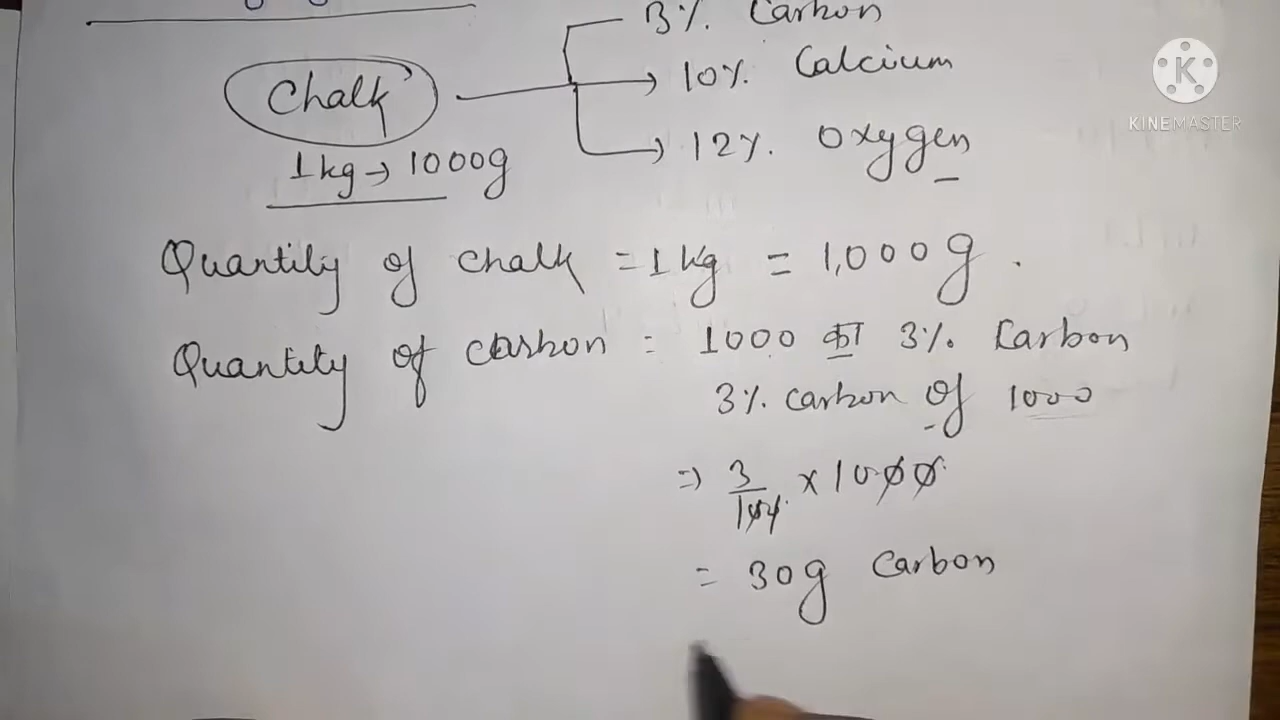 3% Carbon
Chalk
10% Calcium
12% Oxygen
1kg → 1000g
KINEMASTER
Quantity of chalk = 1 kg = 1,000g .
Quantity of carbon = 1000 का 3% Carbon
3% carbon of 1000
⇒ 3/100 × 1000
= 30g Carbon